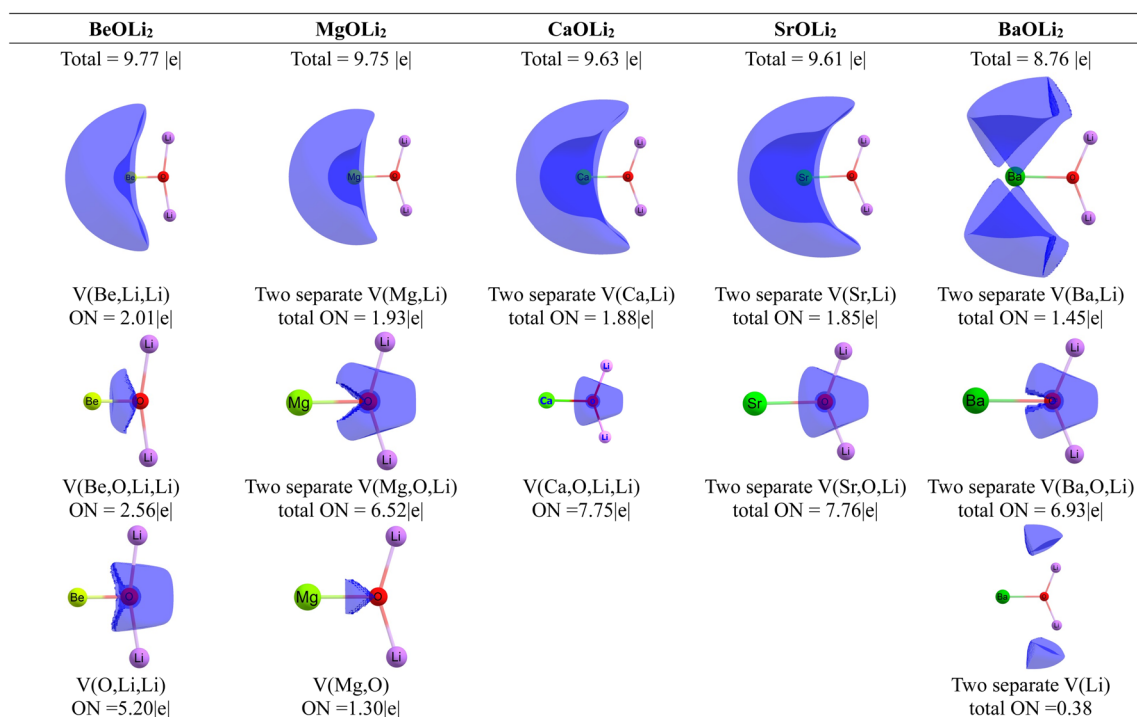 BeOLi₂ MgOLi₂ CaOLi₂ SrOLi₂ BaOLi₂
Total = 9.77 |e| Total = 9.75 |e| Total = 9.63 |e| Total = 9.61 |e| Total = 8.76 |e|
Li Li Li Li Li
Be O Mg O Ca O Sr O Ba O
Li Li Li Li Li
V(Be,Li,Li) Two separate V(Mg,Li) Two separate V(Ca,Li) Two separate V(Sr,Li) Two separate V(Ba,Li)
ON = 2.01|e| total ON = 1.93|e| total ON = 1.88|e| total ON = 1.85|e| total ON = 1.45|e|
Li Li Li Li Li
Be O Mg O Ca O Sr O Ba O
Li Li Li Li Li
V(Be,O,Li,Li) Two separate V(Mg,O,Li) V(Ca,O,Li,Li) Two separate V(Sr,O,Li) Two separate V(Ba,O,Li)
ON = 2.56|e| total ON = 6.52|e| ON =7.75|e| total ON = 7.76|e| total ON = 6.93|e|
Li Li Li
Be O Mg O Ba O
Li Li Li
V(O,Li,Li) V(Mg,O) Two separate V(Li)
ON =5.20|e| ON =1.30|e| total ON =0.38